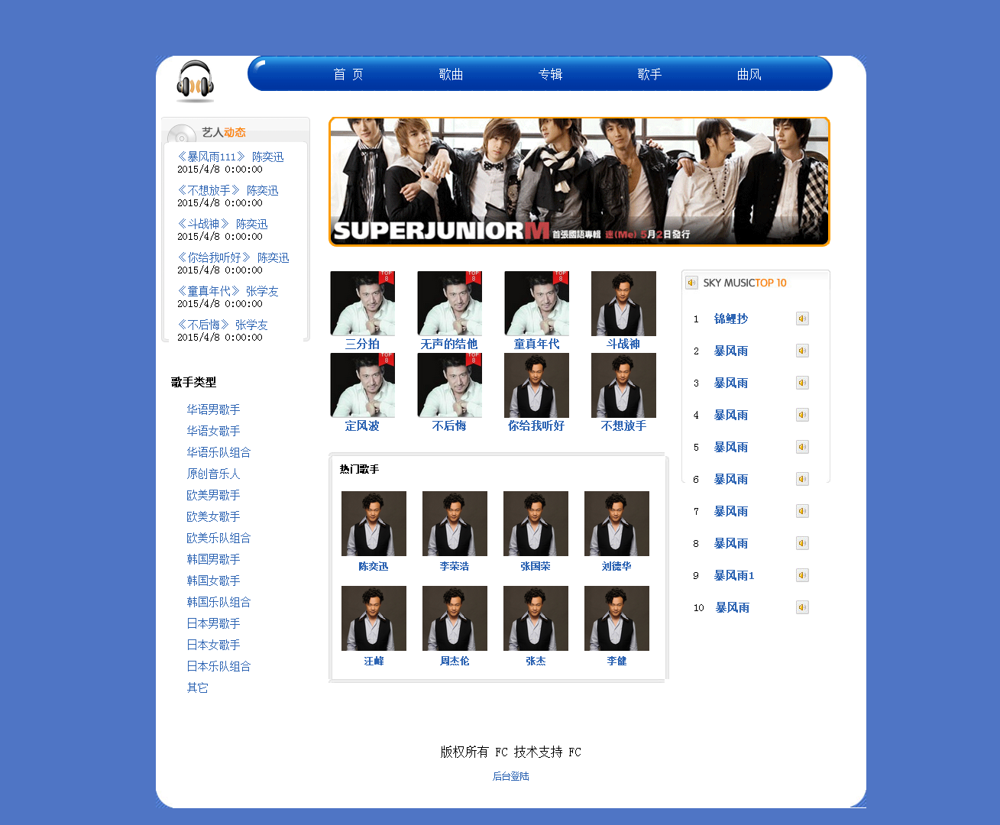 首 页 歌曲 专辑 歌手 曲风
艺人动态
《暴风雨111》 陈奕迅
2015/4/8 0:00:00
《不想放手》 陈奕迅
2015/4/8 0:00:00
《斗战神》 陈奕迅
2015/4/8 0:00:00
《你给我听好》 陈奕迅
2015/4/8 0:00:00
《童真年代》 张学友
2015/4/8 0:00:00
《不后悔》 张学友
2015/4/8 0:00:00
歌手类型
华语男歌手
华语女歌手
华语乐队组合
原创音乐人
欧美男歌手
欧美女歌手
欧美乐队组合
韩国男歌手
韩国女歌手
韩国乐队组合
日本男歌手
日本女歌手
日本乐队组合
其它
SUPERJUNIORM 首張國語專輯 迷(Me) 5月2日發行
TOP 8 TOP 8 TOP 8
三分拍 无声的结他 童真年代 斗战神
TOP 8 TOP 8
定风波 不后悔 你给我听好 不想放手
热门歌手
陈奕迅 李荣浩 张国荣 刘德华
汪峰 周杰伦 张杰 李健
SKY MUSICTOP 10
1 锦鲤抄
2 暴风雨
3 暴风雨
4 暴风雨
5 暴风雨
6 暴风雨
7 暴风雨
8 暴风雨
9 暴风雨1
10 暴风雨
版权所有 FC 技术支持 FC
后台登陆